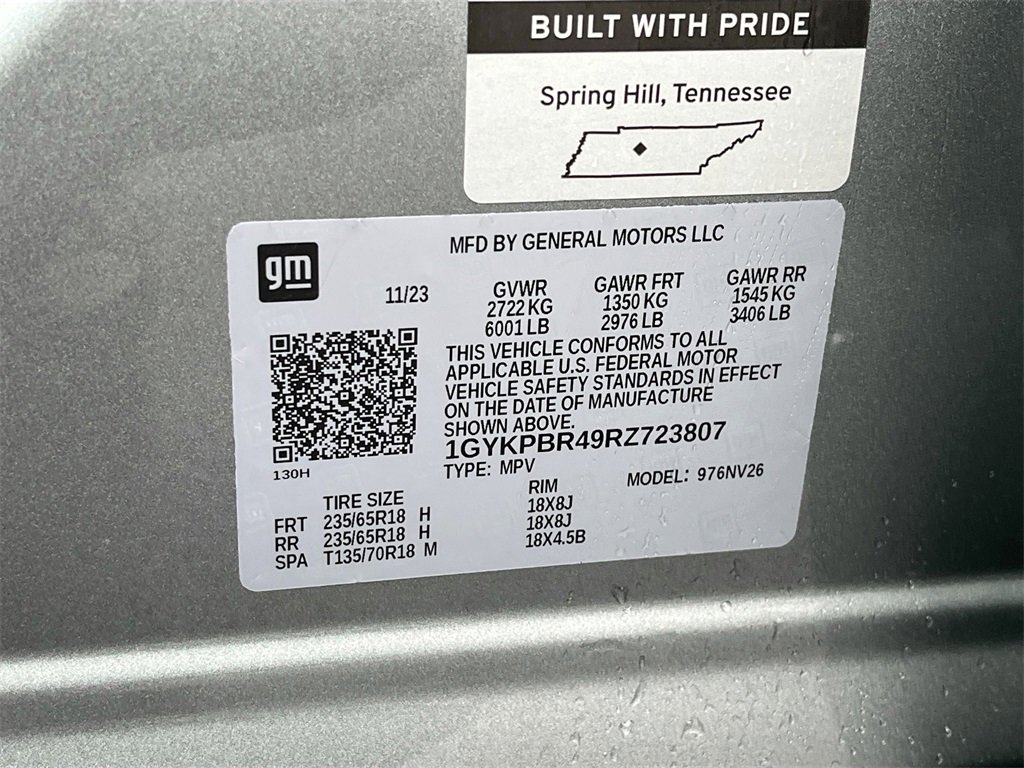 BUILT WITH PRIDE
Spring Hill, Tennessee
gm
MFD BY GENERAL MOTORS LLC
11/23
GVWR GAWR FRT GAWR RR
2722 KG 1350 KG 1545 KG
6001 LB 2976 LB 3406 LB
THIS VEHICLE CONFORMS TO ALL
APPLICABLE U.S. FEDERAL MOTOR
VEHICLE SAFETY STANDARDS IN EFFECT
ON THE DATE OF MANUFACTURE
SHOWN ABOVE.
1GYKPBR49RZ723807
130H
TYPE: MPV MODEL: 976NV26
TIRE SIZE RIM
FRT 235/65R18 H 18X8J
RR 235/65R18 H 18X8J
SPA T135/70R18 M 18X4.5B